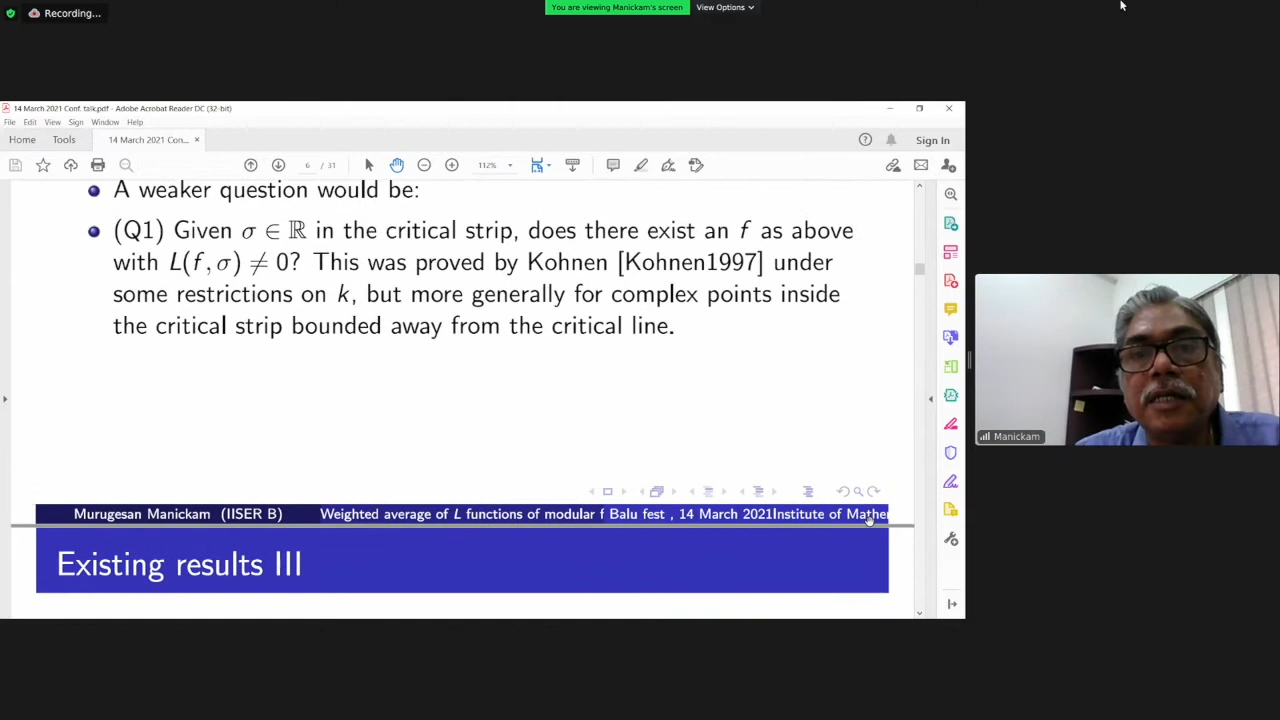 Recording...
You are viewing Manickam's screen
View Options
14 March 2021 Conf. talk.pdf - Adobe Acrobat Reader DC (32-bit)
File Edit View Sign Window Help
Home Tools 14 March 2021 Con... × Sign In
6 / 31 112%
A weaker question would be:
(Q1) Given σ ∈ ℝ in the critical strip, does there exist an f as above
with L(f, σ) ≠ 0? This was proved by Kohnen [Kohnen1997] under
some restrictions on k, but more generally for complex points inside
the critical strip bounded away from the critical line.
Manickam
Murugesan Manickam (IISER B) Weighted average of L functions of modular f Balu fest , 14 March 2021Institute of Mathe
Existing results III